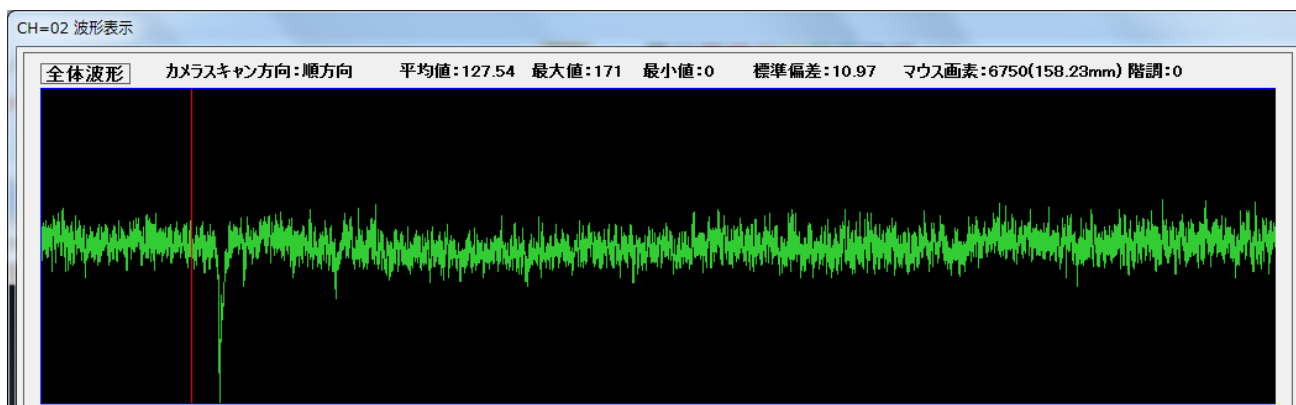 CH=02 波形表示
全体波形 カメラスキャン方向：順方向 平均値：127.54 最大値：171 最小値：0 標準偏差：10.97 マウス画素：6750(158.23mm) 階調：0